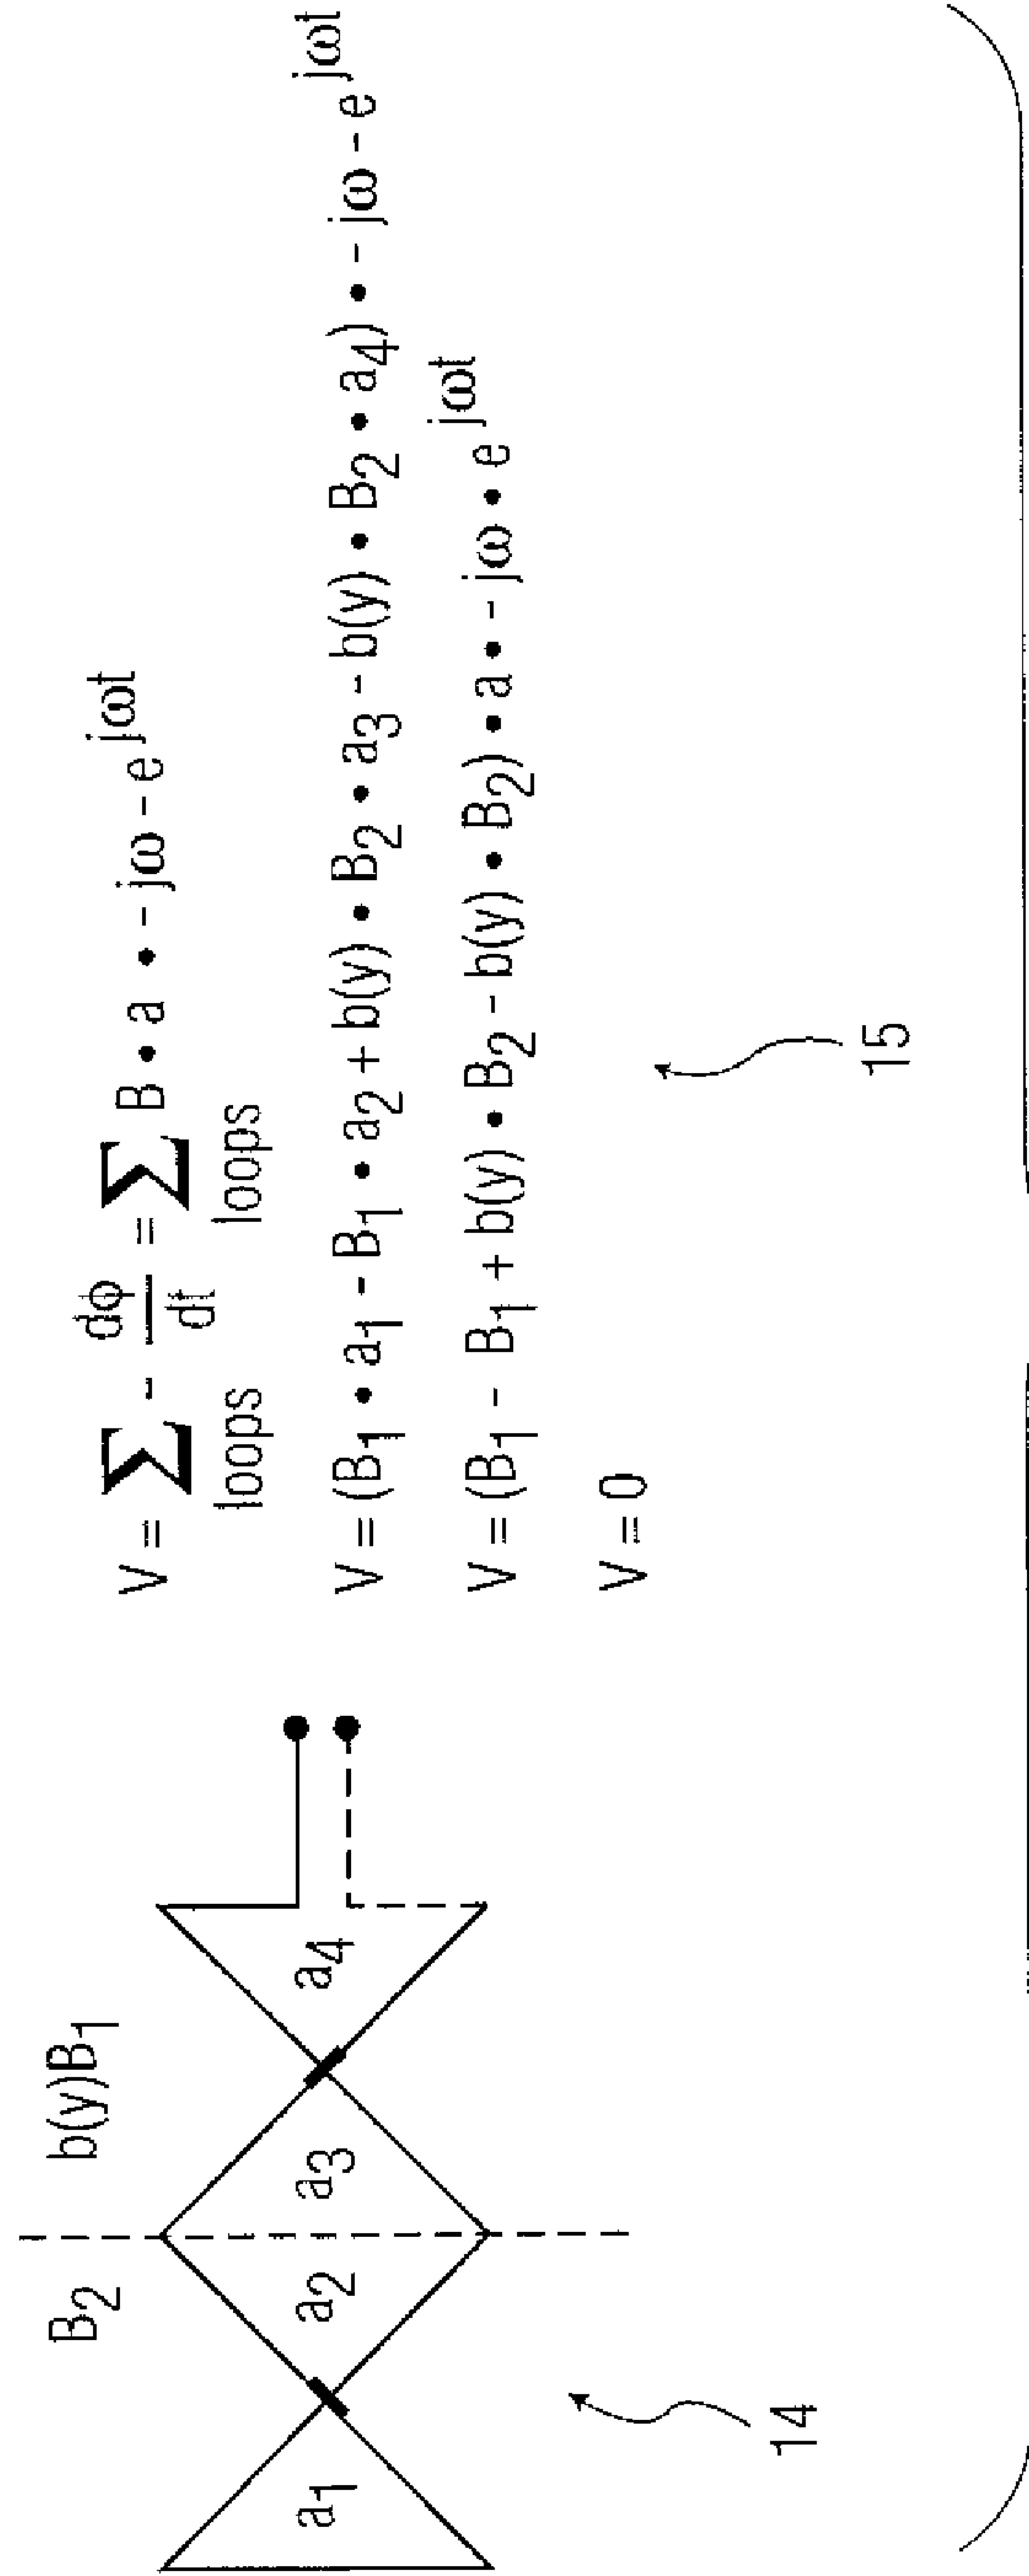 B₂ b(y)B₁
a₁ a₂ a₃ a₄
14
V = ∑ - dϕ/dt = ∑ B • a • - jω - e^jωt
loops loops
V = (B₁ • a₁ - B₁ • a₂ + b(y) • B₂ • a₃ - b(y) • B₂ • a₄) • - jω - e^jωt
V = (B₁ - B₁ + b(y) • B₂ - b(y) • B₂) • a • - jω • e^jωt
V = 0
15